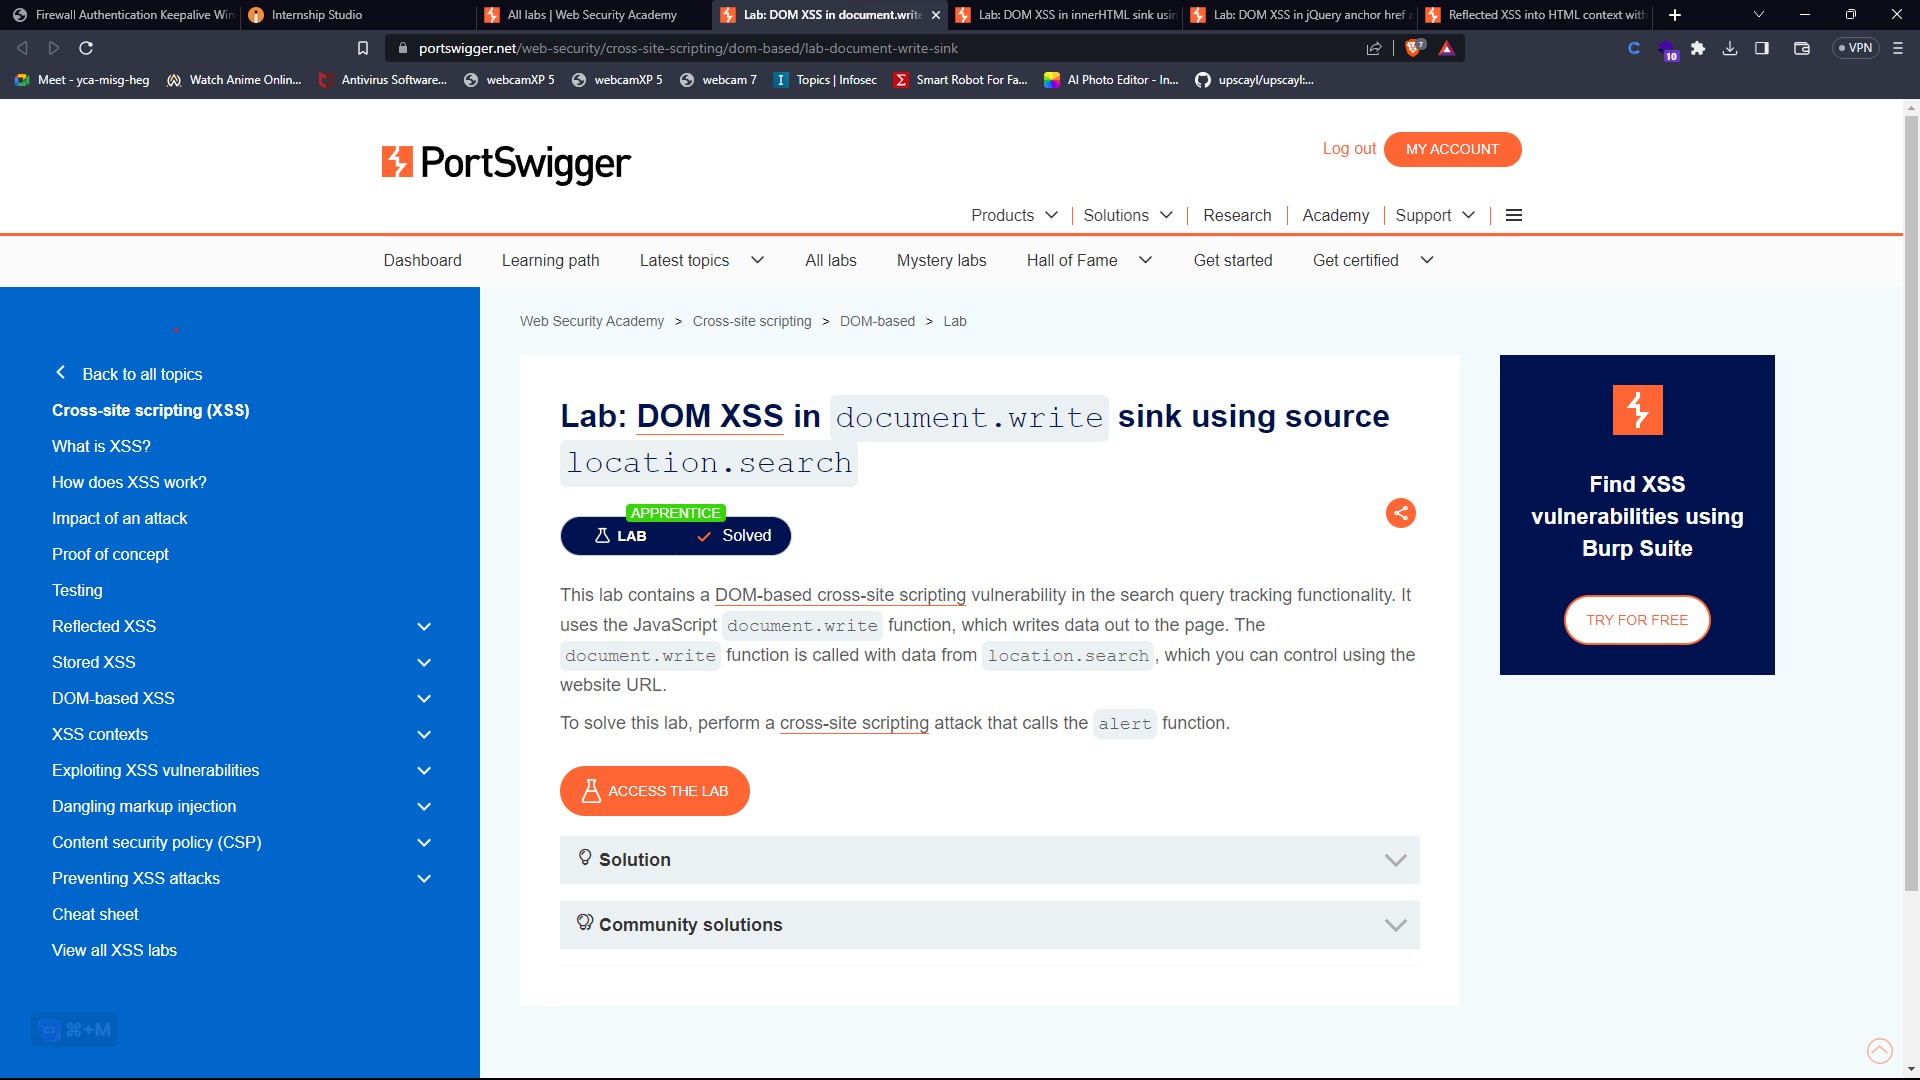 Firewall Authentication Keepalive Win
Internship Studio
All labs | Web Security Academy
Lab: DOM XSS in document.write
Lab: DOM XSS in innerHTML sink usin
Lab: DOM XSS in jQuery anchor href a
Reflected XSS into HTML context with
portswigger.net/web-security/cross-site-scripting/dom-based/lab-document-write-sink
7
10
VPN
Meet - yca-misg-heg
Watch Anime Onlin...
Antivirus Software...
webcamXP 5
webcamXP 5
webcam 7
Topics | Infosec
Smart Robot For Fa...
AI Photo Editor - In...
upscayl/upscayl:...
PortSwigger
Log out
MY ACCOUNT
Products
Solutions
Research
Academy
Support
Dashboard
Learning path
Latest topics
All labs
Mystery labs
Hall of Fame
Get started
Get certified
Back to all topics
Cross-site scripting (XSS)
What is XSS?
How does XSS work?
Impact of an attack
Proof of concept
Testing
Reflected XSS
Stored XSS
DOM-based XSS
XSS contexts
Exploiting XSS vulnerabilities
Dangling markup injection
Content security policy (CSP)
Preventing XSS attacks
Cheat sheet
View all XSS labs
⌘+M
Web Security Academy > Cross-site scripting > DOM-based > Lab
Lab: DOM XSS in document.write sink using source
location.search
APPRENTICE
LAB
Solved
This lab contains a DOM-based cross-site scripting vulnerability in the search query tracking functionality. It
uses the JavaScript document.write function, which writes data out to the page. The
document.write function is called with data from location.search, which you can control using the
website URL.
To solve this lab, perform a cross-site scripting attack that calls the alert function.
ACCESS THE LAB
Solution
Community solutions
Find XSS
vulnerabilities using
Burp Suite
TRY FOR FREE